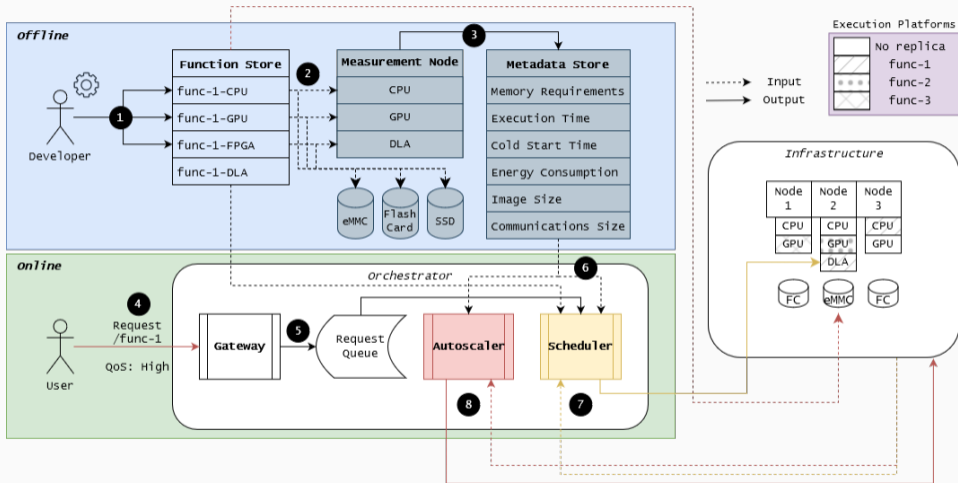 Offline
Developer
1
Function Store
func-1-CPU
func-1-GPU
func-1-FPGA
func-1-DLA
2
Measurement Node
CPU
GPU
DLA
eMMC
Flash
Card
SSD
3
Metadata Store
Memory Requirements
Execution Time
Cold Start Time
Energy Consumption
Image Size
Communications Size
Execution Platforms
No replica
func-1
func-2
func-3
Input
Output
Infrastructure
Node
1
Node
2
Node
3
CPU
CPU
CPU
GPU
GPU
GPU
DLA
FC
eMMC
FC
Online
User
4
Request
/func-1
QoS: High
Orchestrator
Gateway
5
Request
Queue
6
Autoscaler
Scheduler
8
7